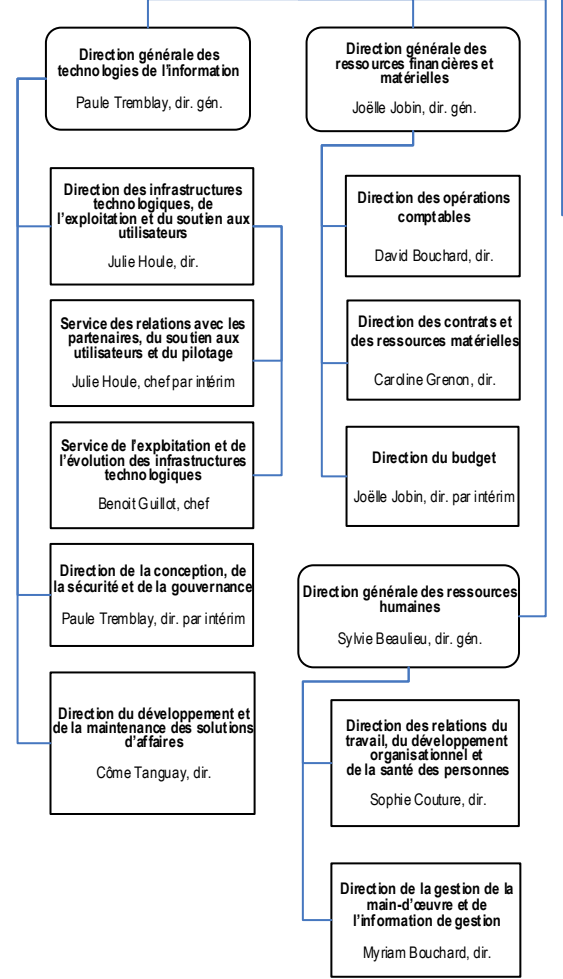 Direction générale des
technologies de l'information
Paule Tremblay, dir. gén.
Direction des infrastructures
technologiques, de
l'exploitation et du soutien aux
utilisateurs
Julie Houle, dir.
Service des relations avec les
partenaires, du soutien aux
utilisateurs et du pilotage
Julie Houle, chef par intérim
Service de l'exploitation et de
l'évolution des infrastructures
technologiques
Benoit Guillot, chef
Direction de la conception, de
la sécurité et de la gouvernance
Paule Tremblay, dir. par intérim
Direction du développement et
de la maintenance des solutions
d'affaires
Côme Tanguay, dir.
Direction générale des
ressources financières et
matérielles
Joëlle Jobin, dir. gén.
Direction des opérations
comptables
David Bouchard, dir.
Direction des contrats et
des ressources matérielles
Caroline Grenon, dir.
Direction du budget
Joëlle Jobin, dir. par intérim
Direction générale des ressources
humaines
Sylvie Beaulieu, dir. gén.
Direction des relations du
travail, du développement
organisationnel et
de la santé des personnes
Sophie Couture, dir.
Direction de la gestion de la
main-d'œuvre et de
l'information de gestion
Myriam Bouchard, dir.